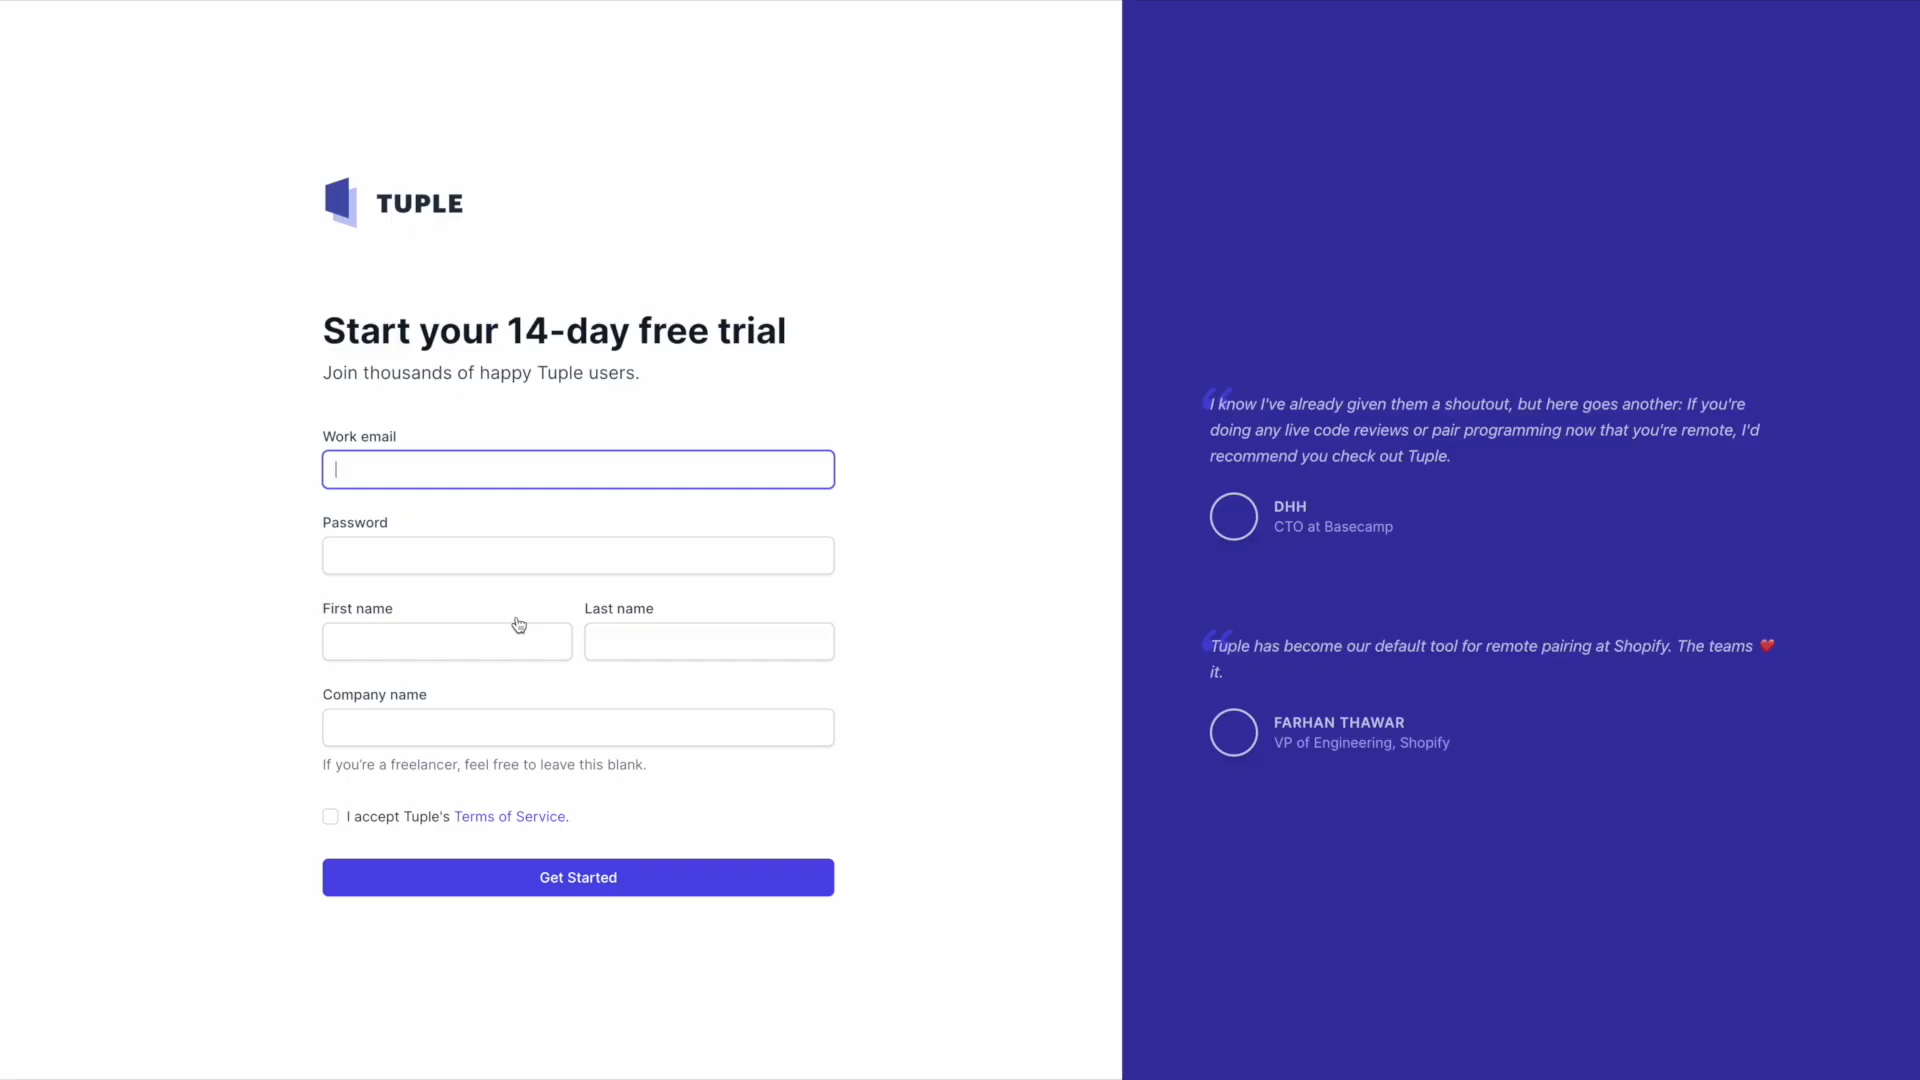 TUPLE
Start your 14-day free trial
Join thousands of happy Tuple users.
Work email
Password
First name
Last name
Company name
If you're a freelancer, feel free to leave this blank.
I accept Tuple's Terms of Service.
Get Started
I know I've already given them a shoutout, but here goes another: If you're
doing any live code reviews or pair programming now that you're remote, I'd
recommend you check out Tuple.
DHH
CTO at Basecamp
Tuple has become our default tool for remote pairing at Shopify. The teams ❤️
it.
FARHAN THAWAR
VP of Engineering, Shopify